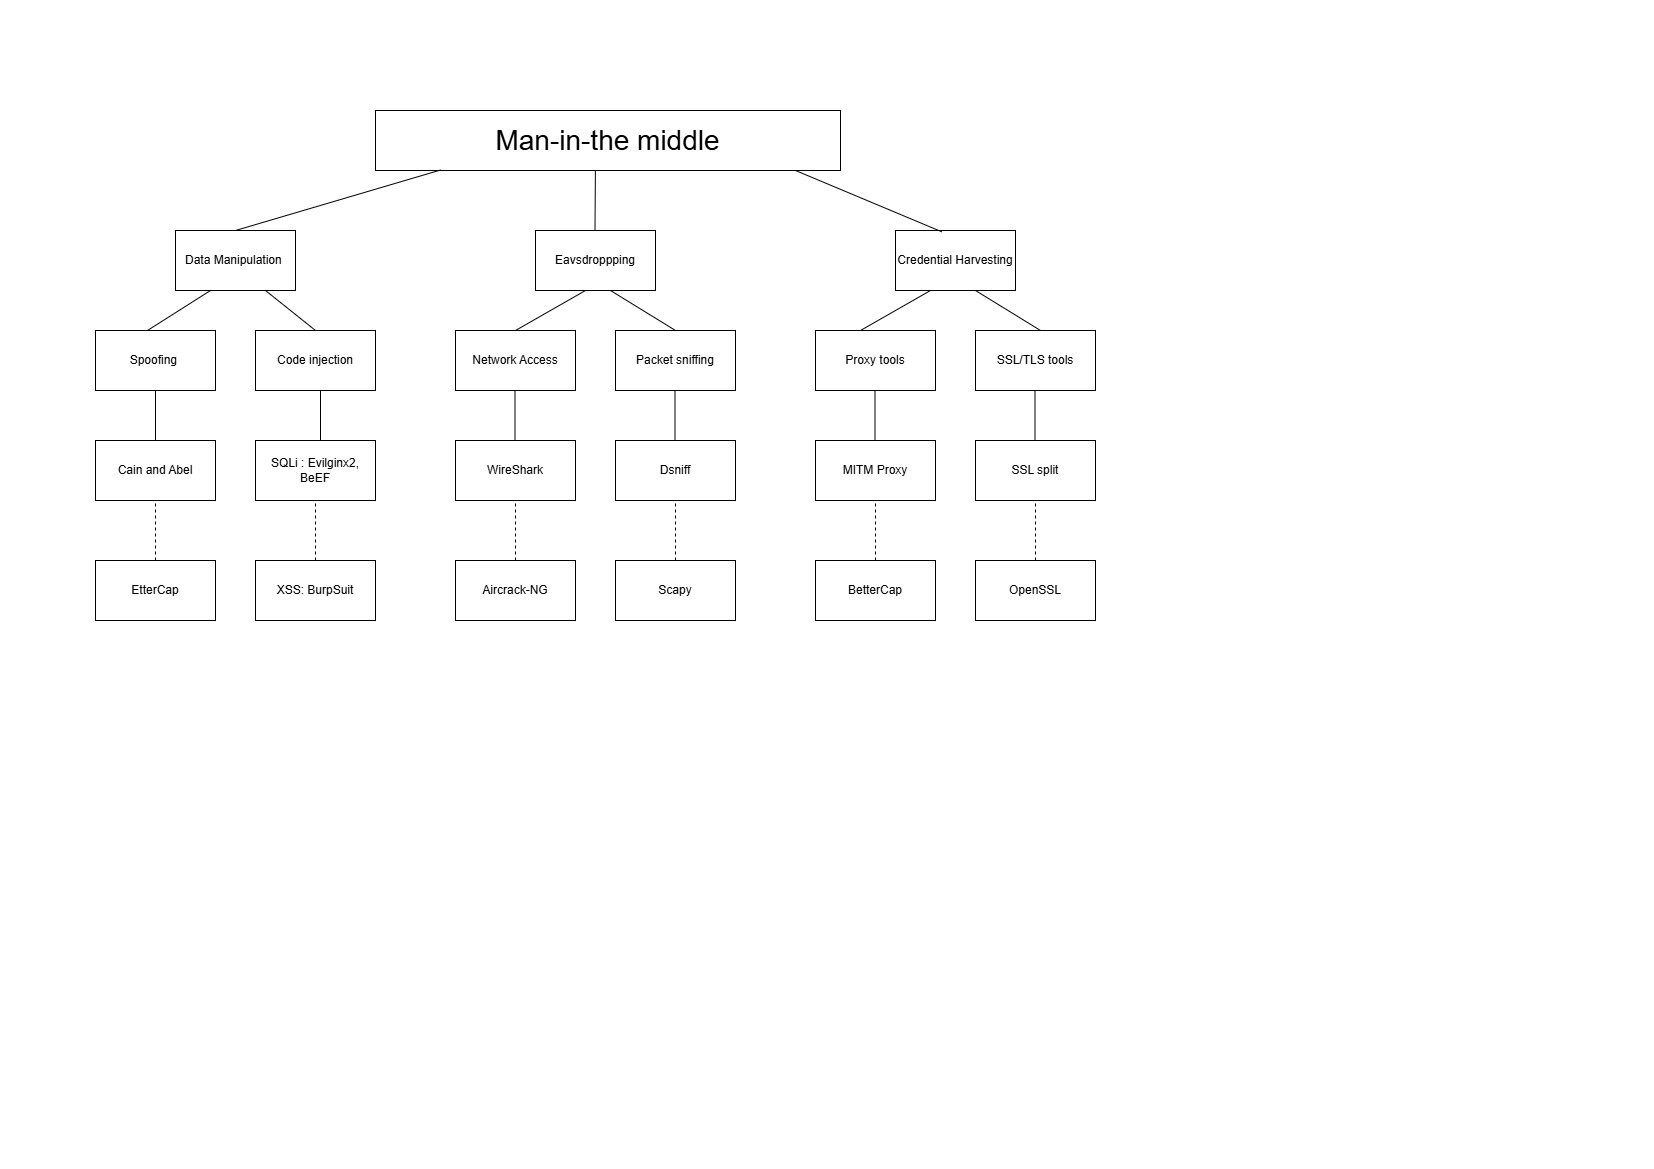 Man-in-the middle
Data Manipulation
Eavsdroppping
Credential Harvesting
Spoofing
Code injection
Network Access
Packet sniffing
Proxy tools
SSL/TLS tools
Cain and Abel
SQLi : Evilginx2,
BeEF
WireShark
Dsniff
MITM Proxy
SSL split
EtterCap
XSS: BurpSuit
Aircrack-NG
Scapy
BetterCap
OpenSSL